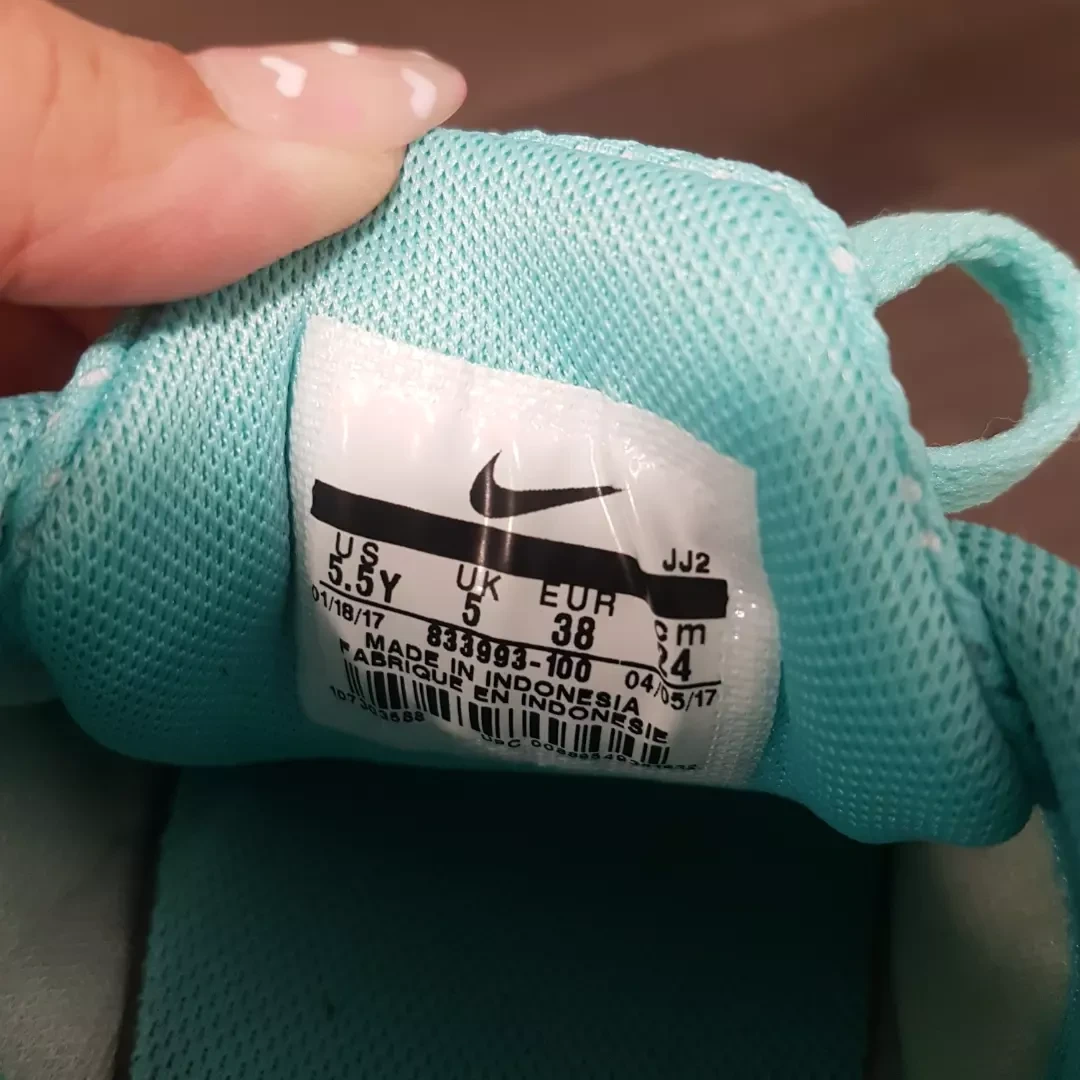 JJ2
US UK EUR cm
5.5Y 5 38 24
01/18/17 833993-100 04/05/17
MADE IN INDONESIA
FABRIQUE EN INDONESIE
UPC